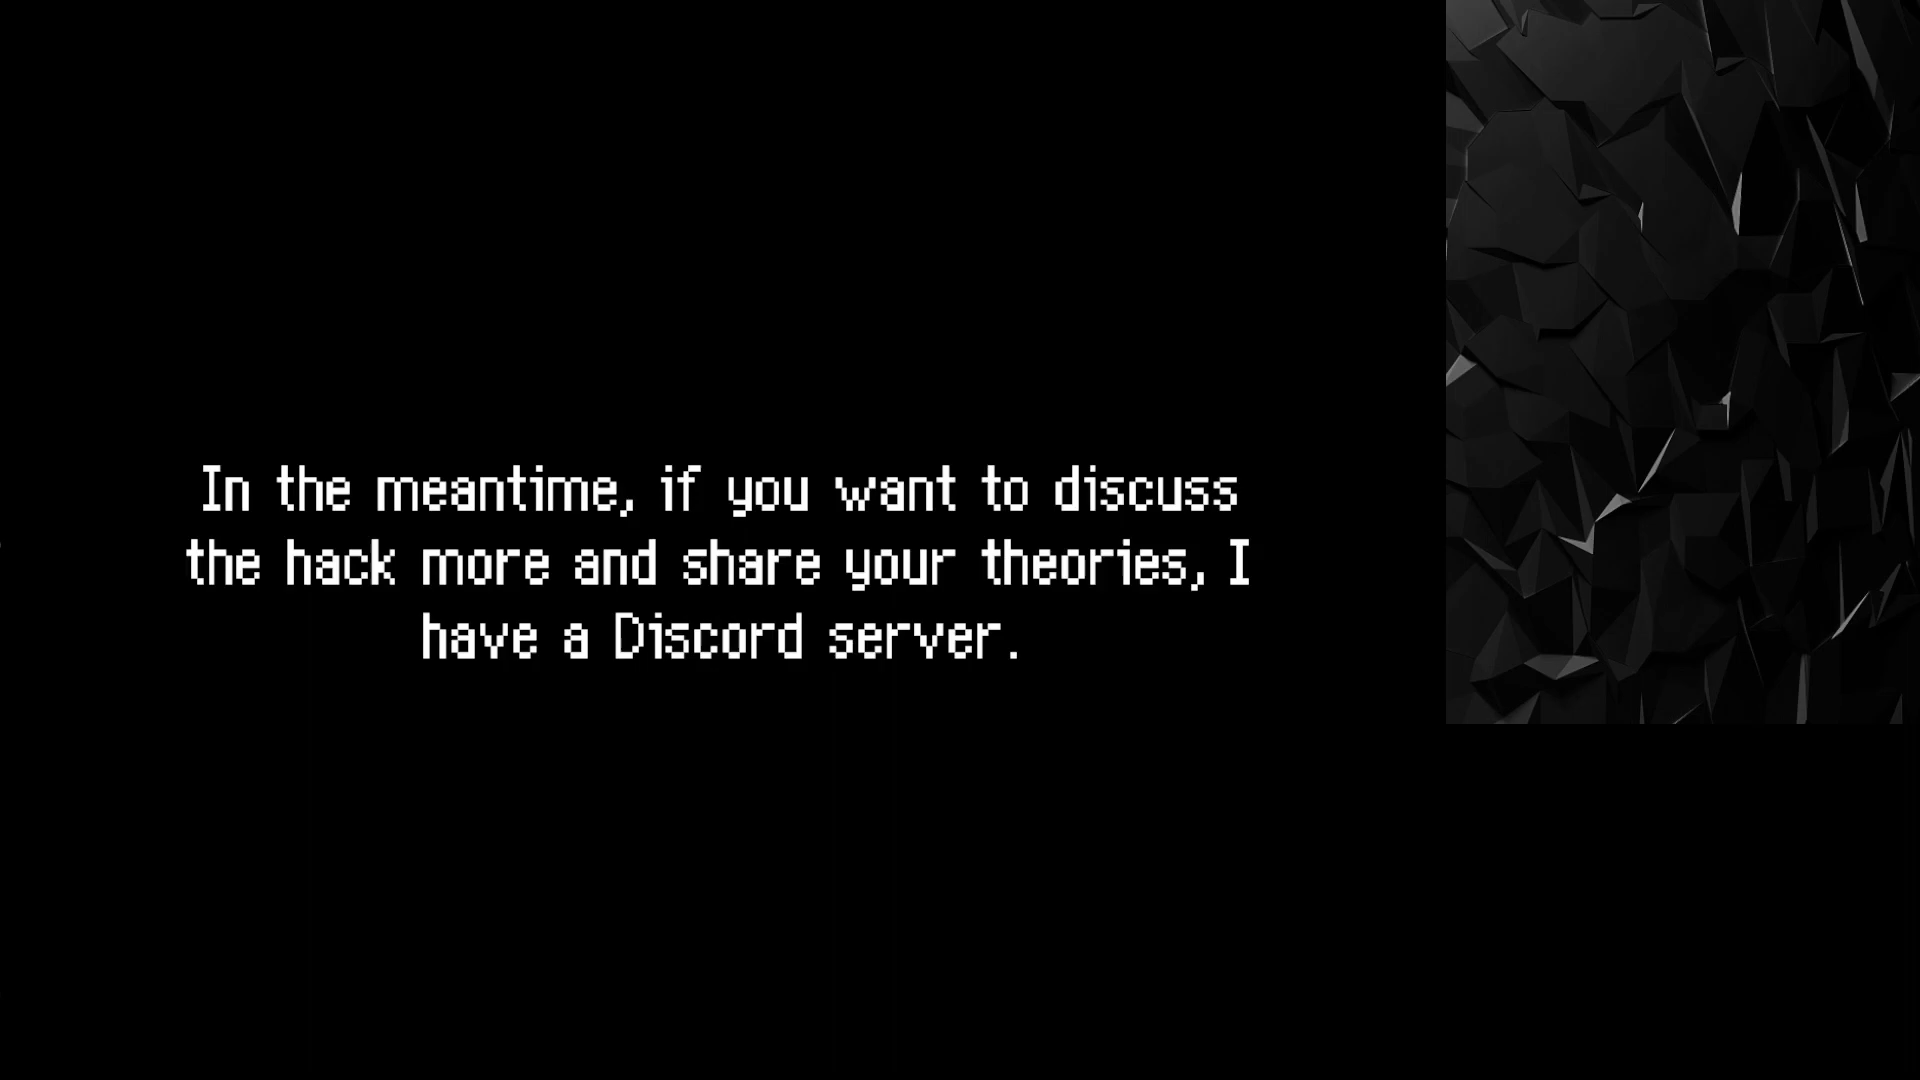 In the meantime, if you want to discuss
the hack more and share your theories, I
have a Discord server.